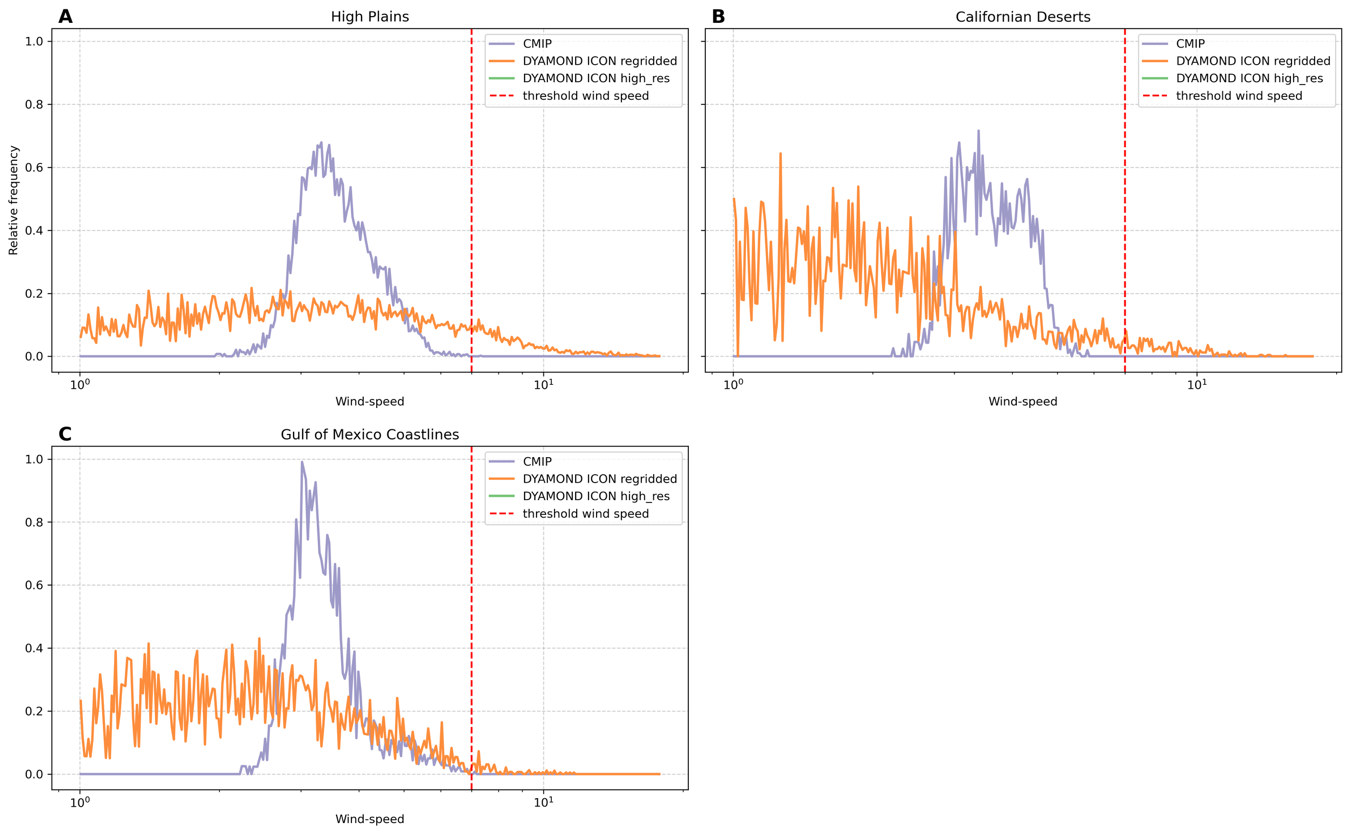 A
High Plains
1.0
0.8
0.6
0.4
0.2
0.0
Relative frequency
CMIP
DYAMOND ICON regridded
DYAMOND ICON high_res
threshold wind speed
10⁰
10¹
Wind-speed
B
Californian Deserts
CMIP
DYAMOND ICON regridded
DYAMOND ICON high_res
threshold wind speed
10⁰
10¹
Wind-speed
C
Gulf of Mexico Coastlines
1.0
0.8
0.6
0.4
0.2
0.0
CMIP
DYAMOND ICON regridded
DYAMOND ICON high_res
threshold wind speed
10⁰
10¹
Wind-speed